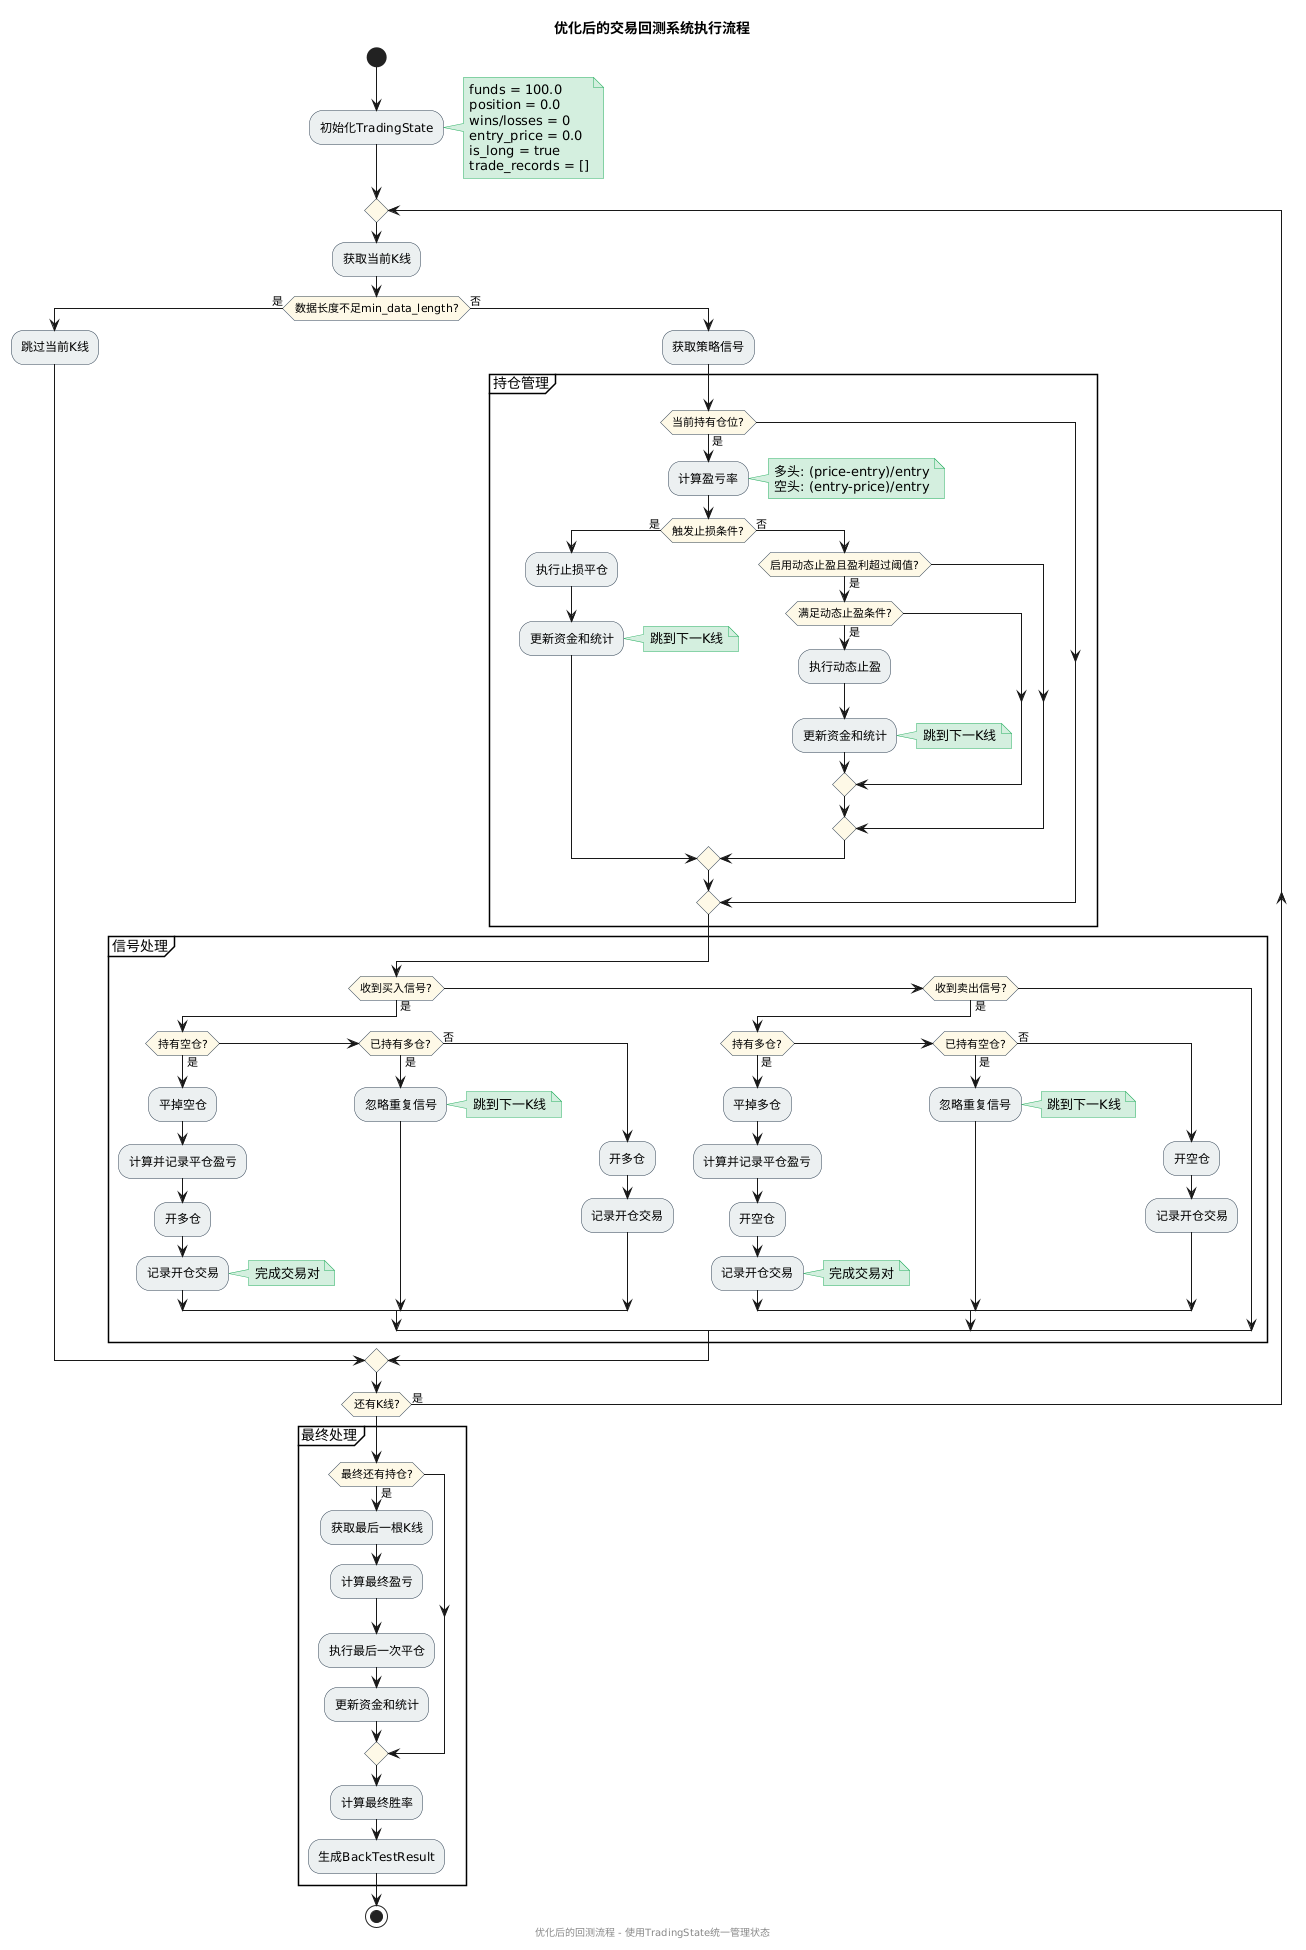 优化后的交易回测系统执行流程
初始化TradingState
funds = 100.0
position = 0.0
wins/losses = 0
entry_price = 0.0
is_long = true
trade_records = []
获取当前K线
是
数据长度不足min_data_length?
否
跳过当前K线
获取策略信号
持仓管理
当前持有仓位?
是
计算盈亏率
多头: (price-entry)/entry
空头: (entry-price)/entry
是
触发止损条件?
否
执行止损平仓
更新资金和统计
跳到下一K线
启用动态止盈且盈利超过阈值?
是
满足动态止盈条件?
是
执行动态止盈
更新资金和统计
跳到下一K线
信号处理
收到买入信号?
是
收到卖出信号?
是
持有空仓?
是
已持有多仓?
是
否
持有多仓?
是
已持有空仓?
是
否
平掉空仓
计算并记录平仓盈亏
开多仓
记录开仓交易
完成交易对
忽略重复信号
跳到下一K线
开多仓
记录开仓交易
平掉多仓
计算并记录平仓盈亏
开空仓
记录开仓交易
完成交易对
忽略重复信号
跳到下一K线
开空仓
记录开仓交易
还有K线?
是
最终处理
最终还有持仓?
是
获取最后一根K线
计算最终盈亏
执行最后一次平仓
更新资金和统计
计算最终胜率
生成BackTestResult
优化后的回测流程 - 使用TradingState统一管理状态